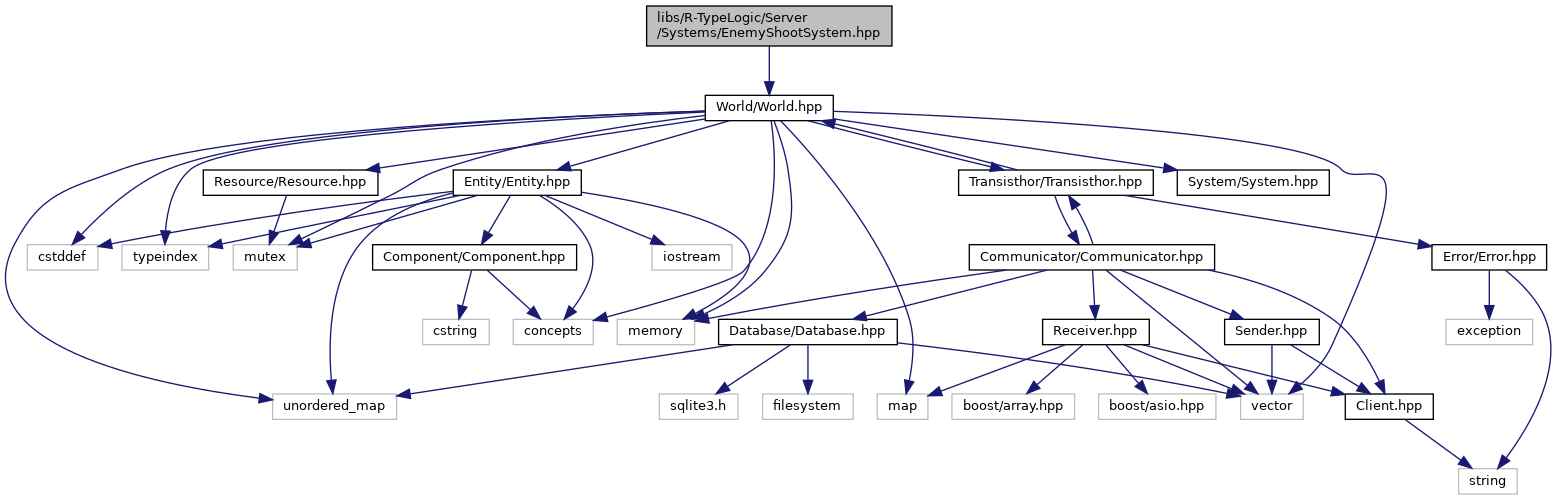 libs/R-TypeLogic/Server
/Systems/EnemyShootSystem.hpp
World/World.hpp
Resource/Resource.hpp
Entity/Entity.hpp
Transisthor/Transisthor.hpp
System/System.hpp
cstddef
typeindex
mutex
Component/Component.hpp
iostream
Communicator/Communicator.hpp
Error/Error.hpp
cstring
concepts
memory
Database/Database.hpp
Receiver.hpp
Sender.hpp
exception
unordered_map
sqlite3.h
filesystem
map
boost/array.hpp
boost/asio.hpp
vector
Client.hpp
string